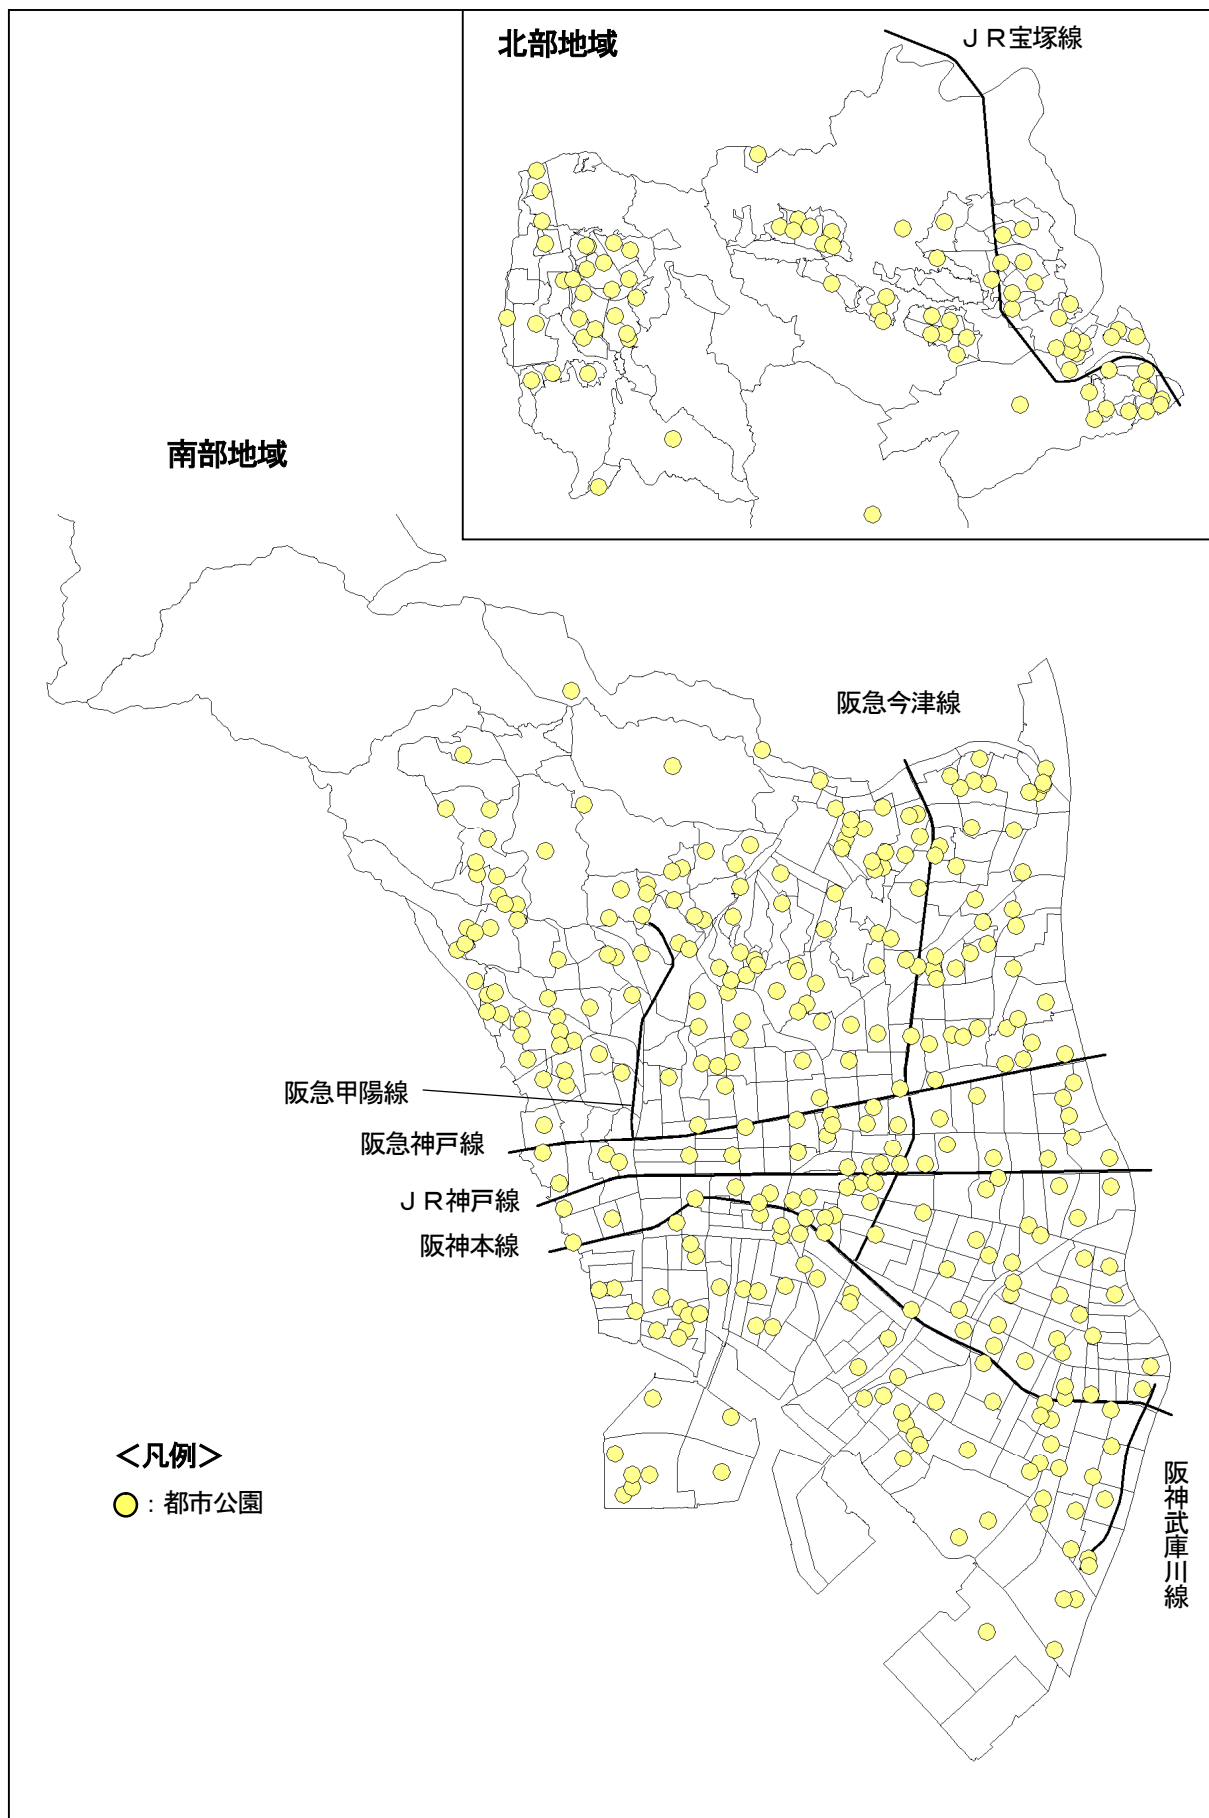 北部地域
ＪＲ宝塚線
南部地域
阪急今津線
阪急甲陽線
阪急神戸線
ＪＲ神戸線
阪神本線
＜凡例＞
：都市公園
阪神武庫川線